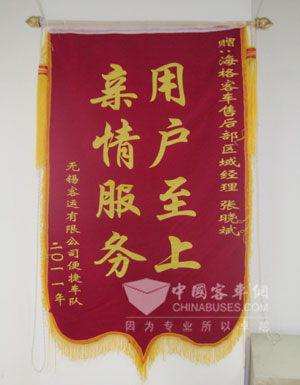 赠：海格客车售后部区域经理 张晓斌
用户至上
亲情服务
无锡客运有限公司便捷车队
二〇一一年
中国客车网
CHINABUSES.COM
因为专业所以卓越